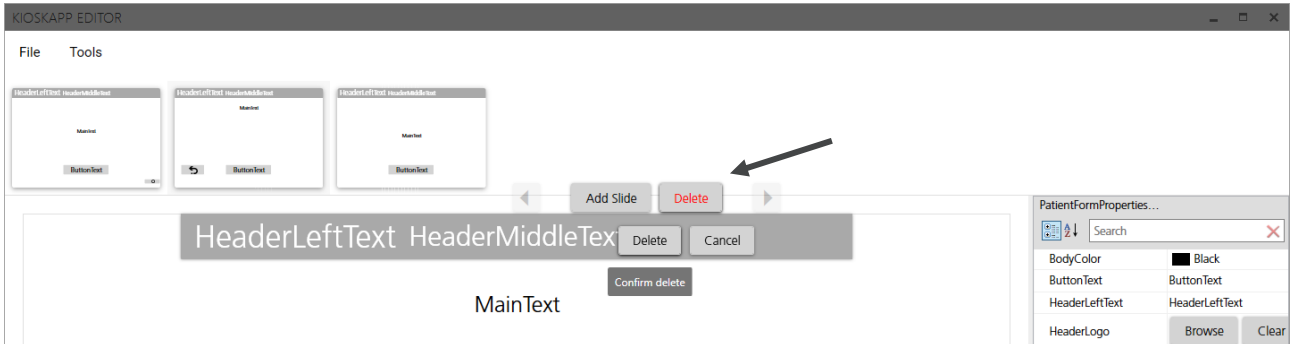 KIOSKAPP EDITOR
File Tools
HeaderLeftText HeaderMiddleText
MainText
ButtonText
HeaderLeftText HeaderMiddleText
MainText
ButtonText
HeaderLeftText HeaderMiddleText
MainText
ButtonText
Add Slide Delete
HeaderLeftText HeaderMiddleTex
Delete Cancel
Confirm delete
MainText
PatientFormProperties...
Search
BodyColor Black
ButtonText ButtonText
HeaderLeftText HeaderLeftText
HeaderLogo Browse Clear